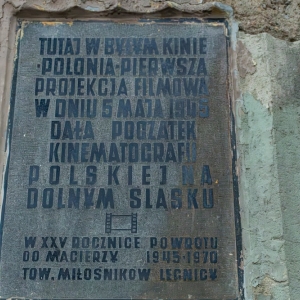 TUTAJ W BYŁYM KINIE
"POLONIA" PIERWSZA
PROJEKCJA FILMOWA
W DNIU 5 MAJA 1945
DAŁA POCZĄTEK
KINEMATOGRAFII
POLSKIEJ NA
DOLNYM ŚLĄSKU
W XXV ROCZNICĘ POWROTU
DO MACIERZY 1945-1970
TOW. MIŁOŚNIKÓW LEGNICY